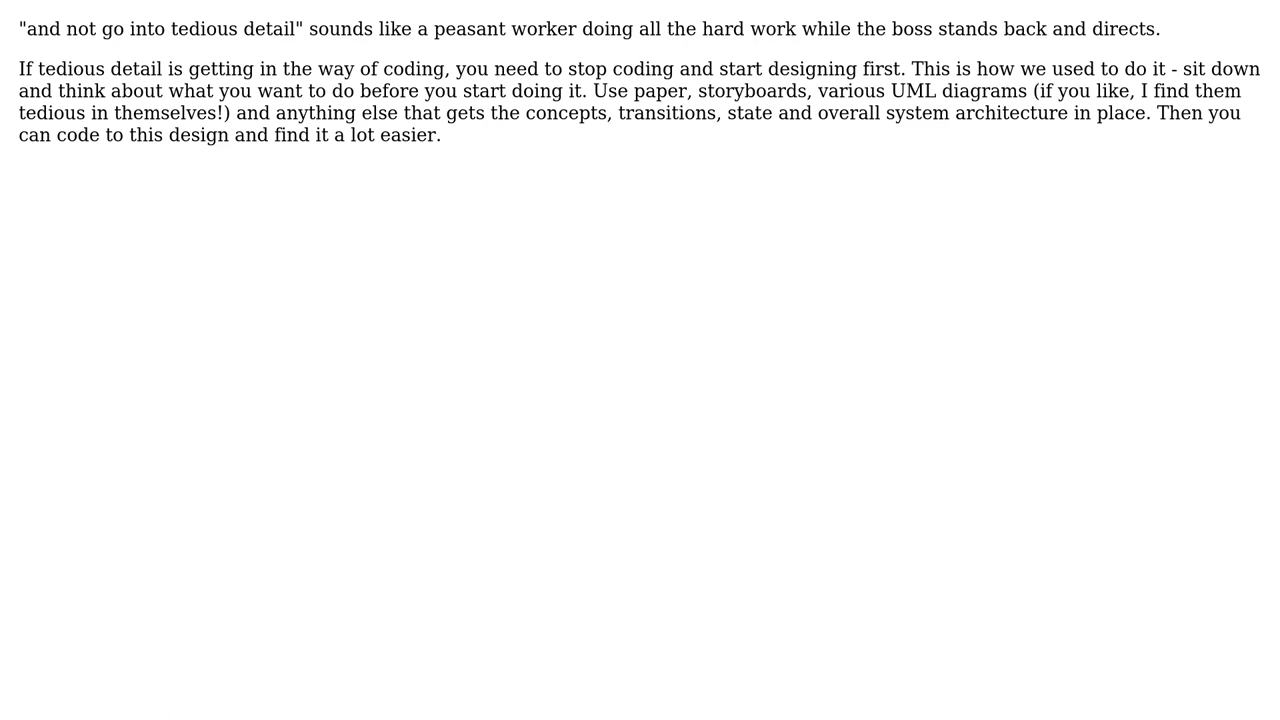 "and not go into tedious detail" sounds like a peasant worker doing all the hard work while the boss stands back and directs.
If tedious detail is getting in the way of coding, you need to stop coding and start designing first. This is how we used to do it - sit down
and think about what you want to do before you start doing it. Use paper, storyboards, various UML diagrams (if you like, I find them
tedious in themselves!) and anything else that gets the concepts, transitions, state and overall system architecture in place. Then you
can code to this design and find it a lot easier.